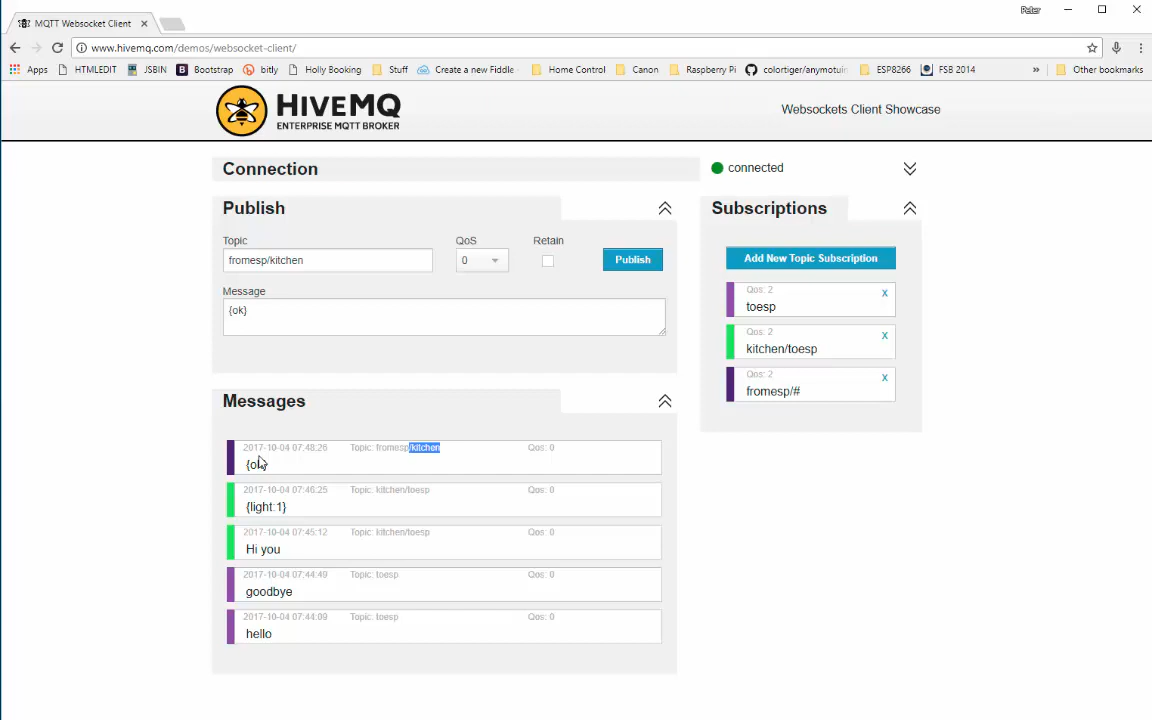 Peter
MQTT Websocket Client
www.hivemq.com/demos/websocket-client/
Apps HTMLEDIT JSBIN Bootstrap bitly Holly Booking Stuff Create a new Fiddle Home Control Canon Raspberry Pi colortiger/anymotuin ESP8266 FSB 2014 » Other bookmarks
HIVEMQ
ENTERPRISE MQTT BROKER
Websockets Client Showcase
Connection
connected
Publish
Topic QoS Retain
fromesp/kitchen 0 Publish
Message
{ok}
Subscriptions
Add New Topic Subscription
Qos: 2 x
toesp
Qos: 2 x
kitchen/toesp
Qos: 2 x
fromesp/#
Messages
2017-10-04 07:48:26 Topic: fromesp/kitchen Qos: 0
{ok}
2017-10-04 07:46:25 Topic: kitchen/toesp Qos: 0
{light:1}
2017-10-04 07:45:12 Topic: kitchen/toesp Qos: 0
Hi you
2017-10-04 07:44:49 Topic: toesp Qos: 0
goodbye
2017-10-04 07:44:09 Topic: toesp Qos: 0
hello